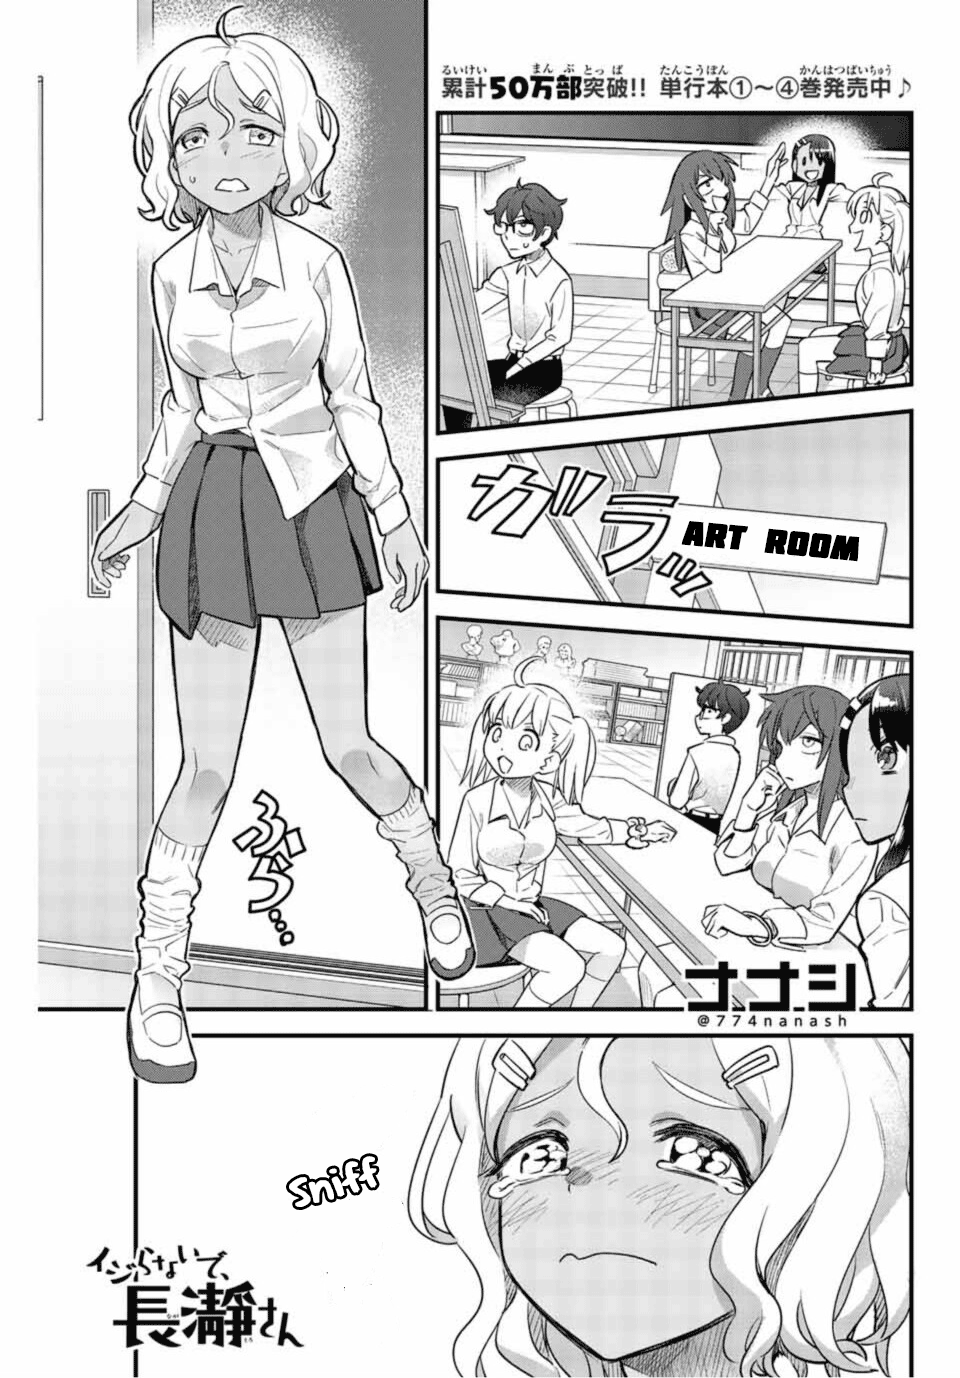 累計50万部突破!! 単行本①～④巻発売中♪
るいけい まんぶとっぱ たんこうぼん かんはつばいちゅう
ガラッ
ART ROOM
ふら…
ナナシ
@774nanash
Sniff
イジらないで、
長瀞さん